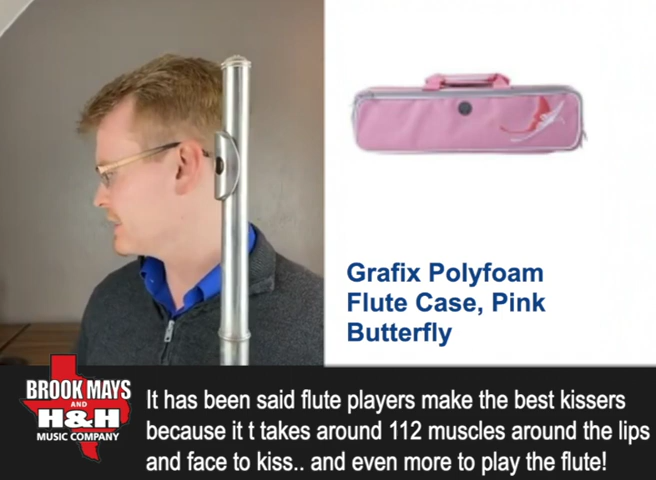 Grafix Polyfoam
Flute Case, Pink
Butterfly
BROOK MAYS
AND
H&H
MUSIC COMPANY
It has been said flute players make the best kissers
because it t takes around 112 muscles around the lips
and face to kiss.. and even more to play the flute!